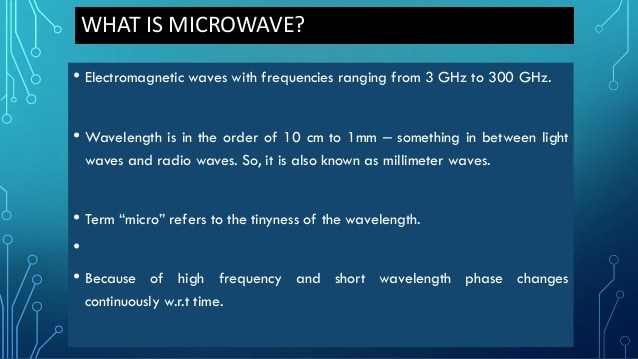 WHAT IS MICROWAVE?
• Electromagnetic waves with frequencies ranging from 3 GHz to 300 GHz.
• Wavelength is in the order of 10 cm to 1mm – something in between light
waves and radio waves. So, it is also known as millimeter waves.
• Term “micro” refers to the tinyness of the wavelength.
•
• Because of high frequency and short wavelength phase changes
continuously w.r.t time.